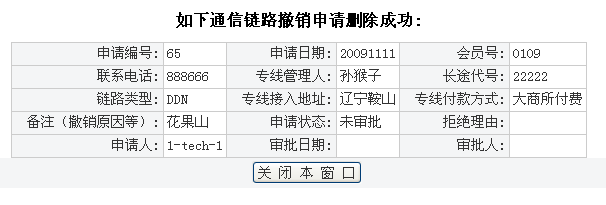 如下通信链路撤销申请删除成功:
申请编号: 65 申请日期: 20091111 会员号: 0109
联系电话: 888666 专线管理人: 孙猴子 长途代号: 22222
链路类型: DDN 专线接入地址: 辽宁鞍山 专线付款方式: 大商所付费
备注（撤销原因等）: 花果山 申请状态: 未审批 拒绝理由:
申请人: 1-tech-1 审批日期: 审批人:
关 闭 本 窗 口